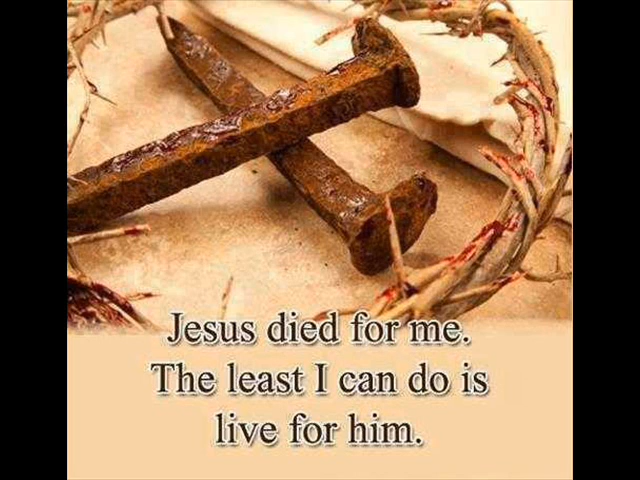 Jesus died for me.
The least I can do is
live for him.